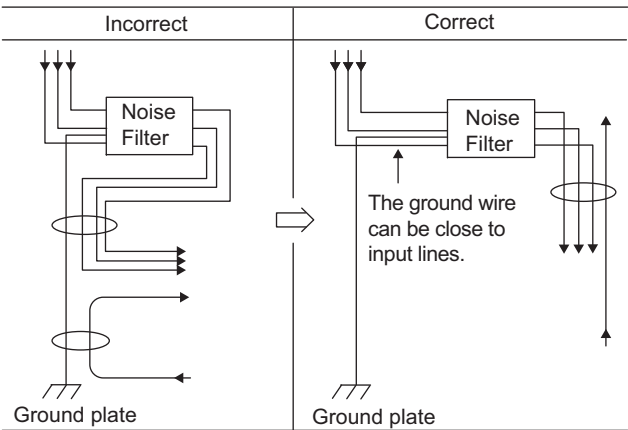 Incorrect
Correct
Noise
Filter
Noise
Filter
The ground wire
can be close to
input lines.
Ground plate
Ground plate